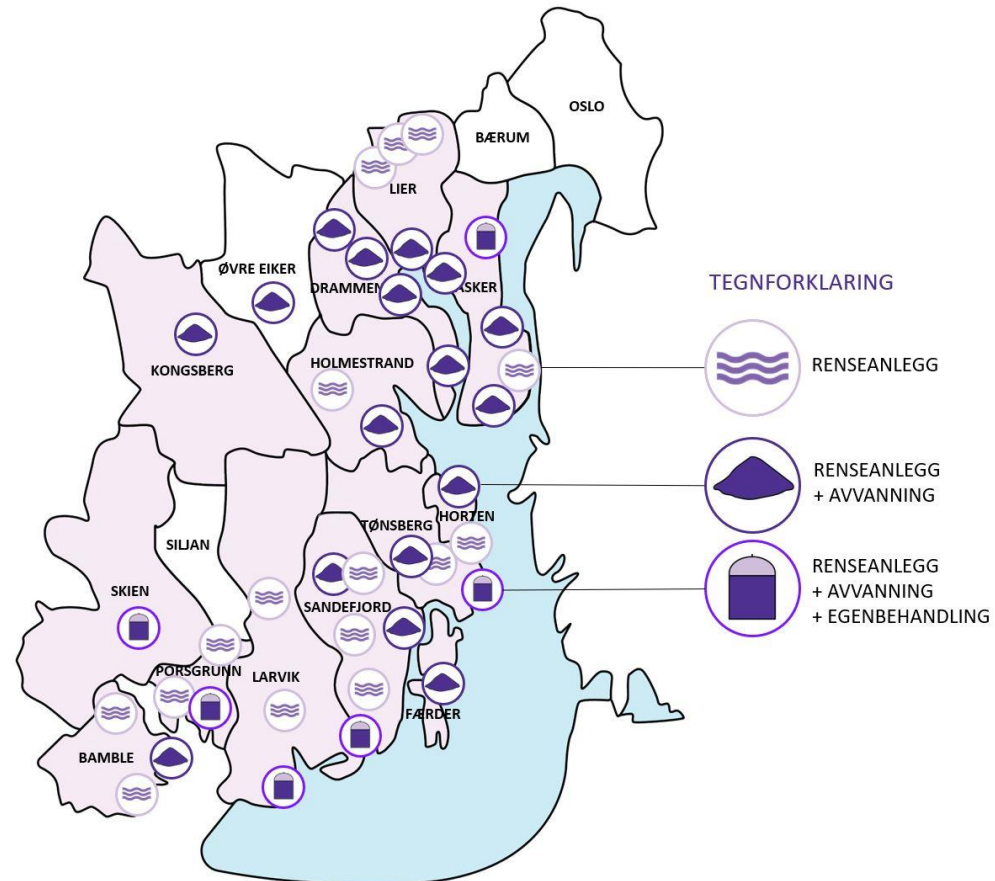 OSLO
BÆRUM
LIER
ØVRE EIKER
DRAMMEN
ASKER
TEGNFORKLARING
HOLMESTRAND
KONGSBERG
RENSEANLEGG
RENSEANLEGG
+ AVVANNING
HORTEN
TØNSBERG
SILJAN
RENSEANLEGG
+ AVVANNING
+ EGENBEHANDLING
SKIEN
SANDEFJORD
PORSGRUNN
LARVIK
FÆRDER
BAMBLE